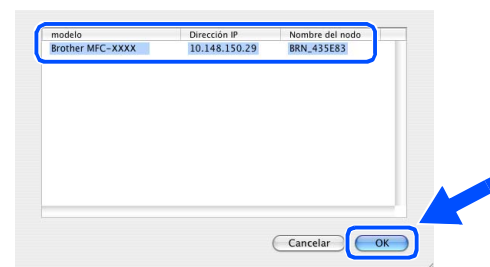 modelo Dirección IP Nombre del nodo
Brother MFC-XXXX 10.148.150.29 BRN_435E83
Cancelar OK